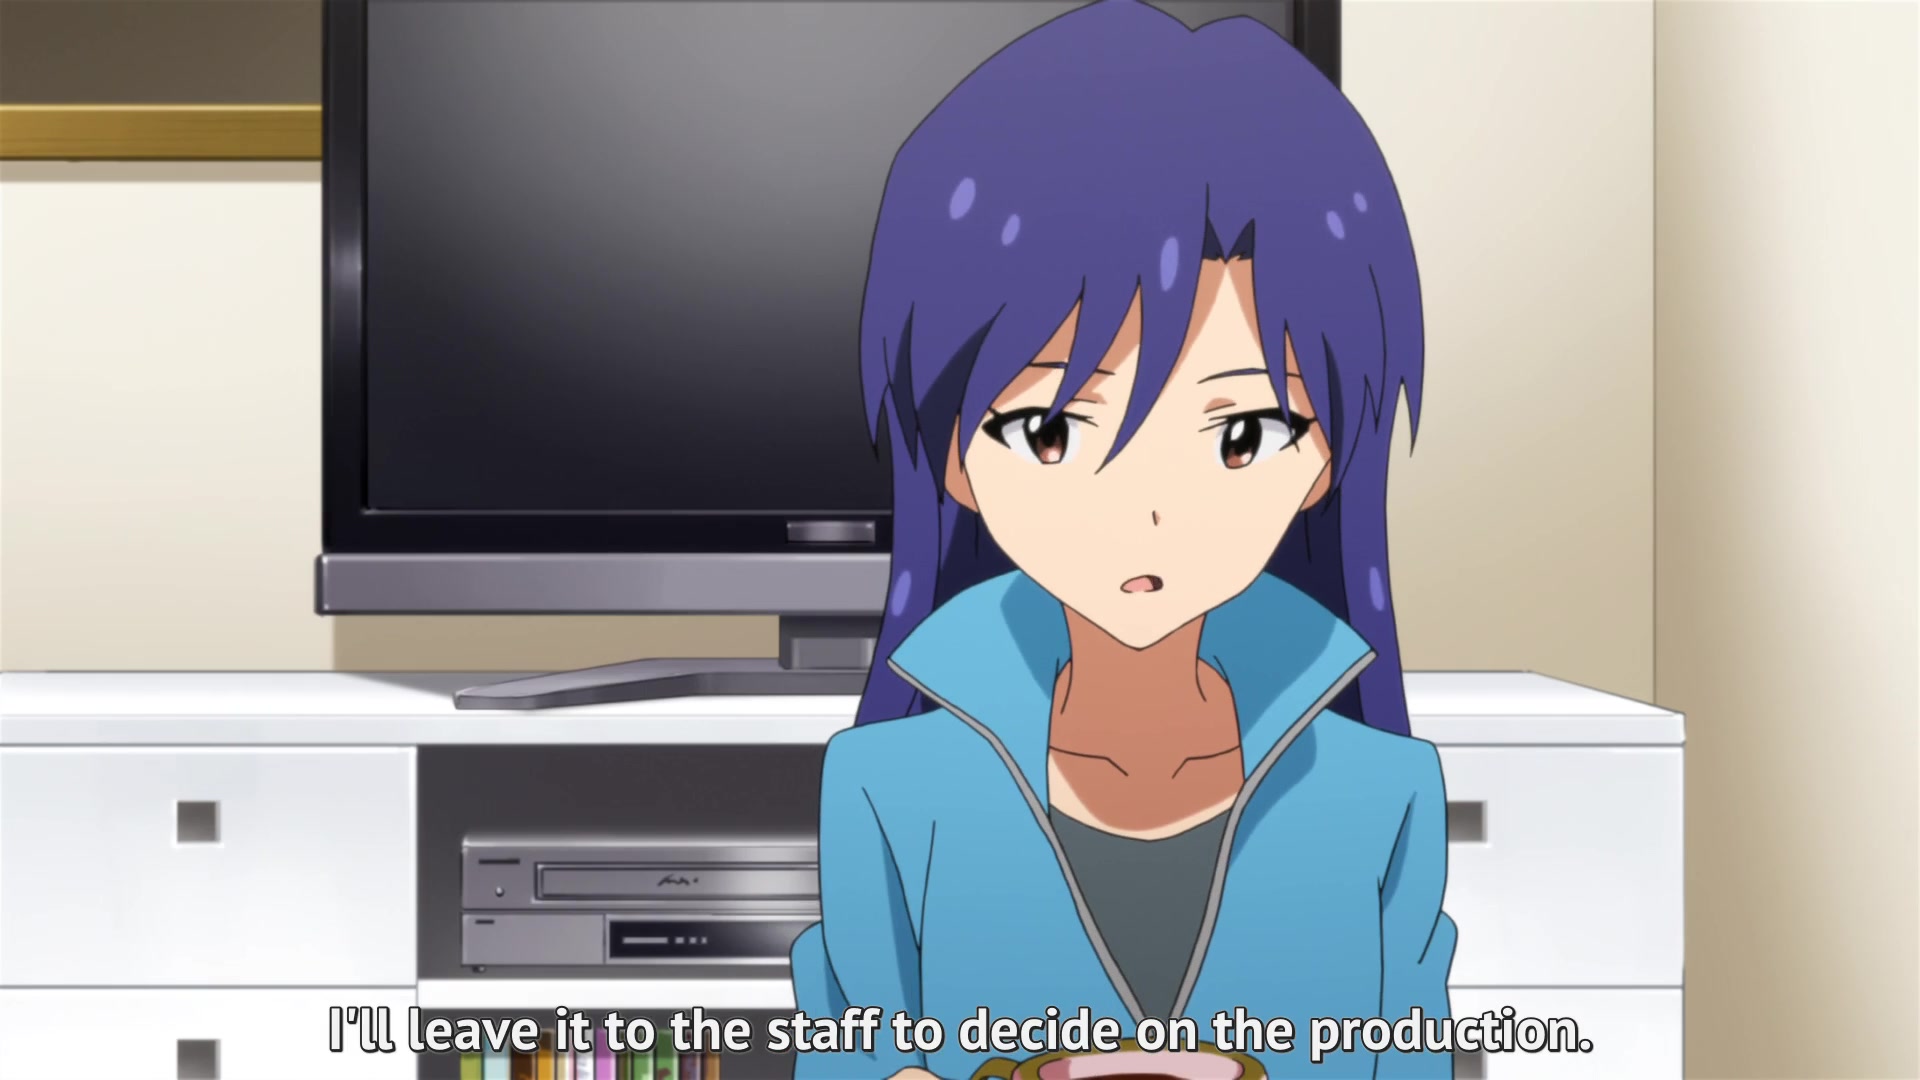 I'll leave it to the staff to decide on the production.